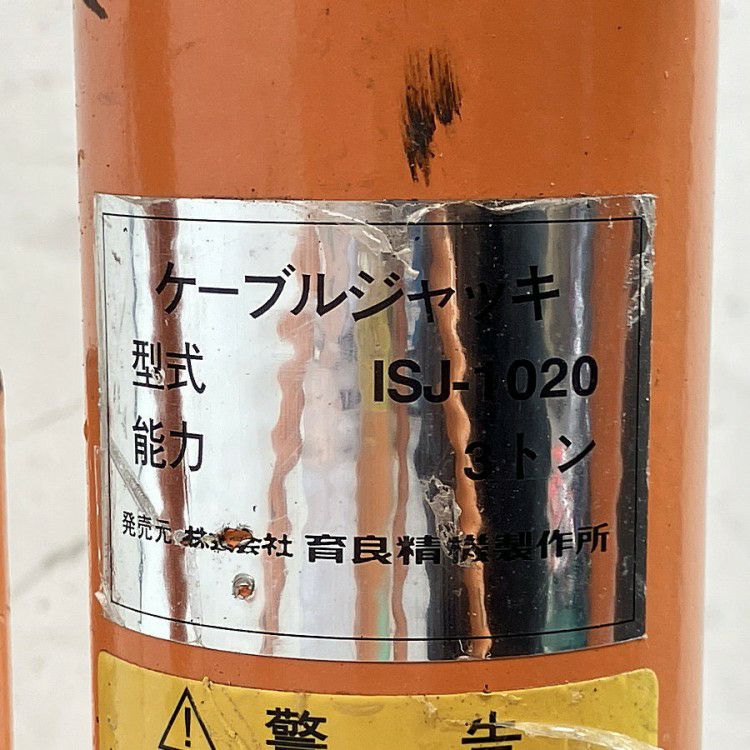 ケーブルジャッキ
型式 ISJ-1020
能力 3トン
発売元 株式会社 育良精機製作所
警告